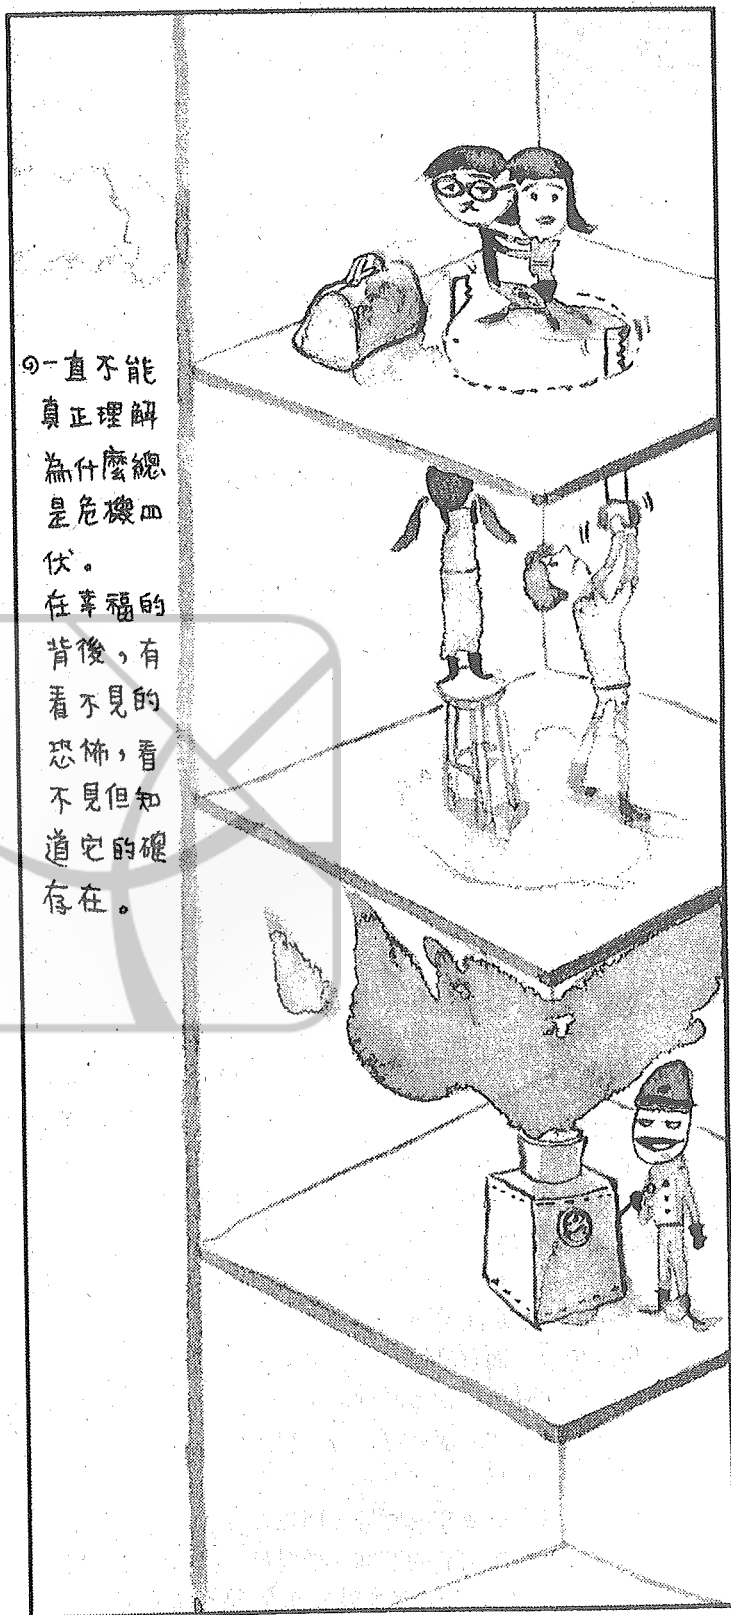 一直不能
真正理解
為什麼總
是危機四
伏。
在幸福的
背後，有
看不見的
恐怖，看
不見但知
道它的確
存在。